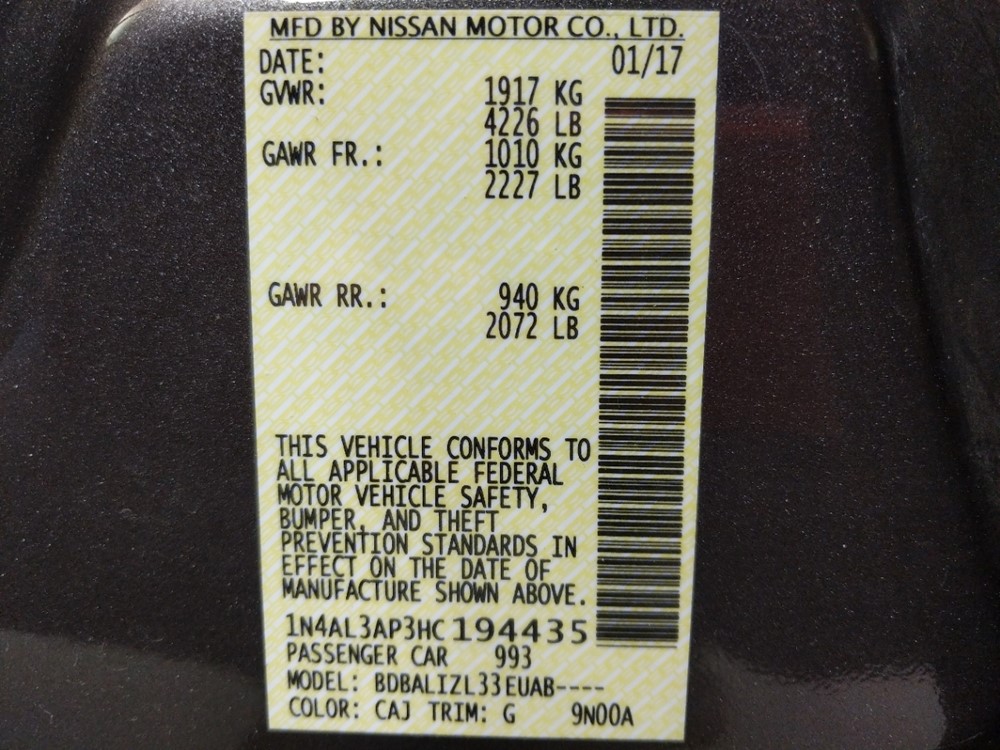 MFD BY NISSAN MOTOR CO., LTD.
DATE: 01/17
GVWR: 1917 KG
4226 LB
GAWR FR.: 1010 KG
2227 LB
GAWR RR.: 940 KG
2072 LB
THIS VEHICLE CONFORMS TO
ALL APPLICABLE FEDERAL
MOTOR VEHICLE SAFETY,
BUMPER, AND THEFT
PREVENTION STANDARDS IN
EFFECT ON THE DATE OF
MANUFACTURE SHOWN ABOVE.
1N4AL3AP3HC194435
PASSENGER CAR 993
MODEL: BDBALIZL33EUAB----
COLOR: CAJ TRIM: G 9N00A